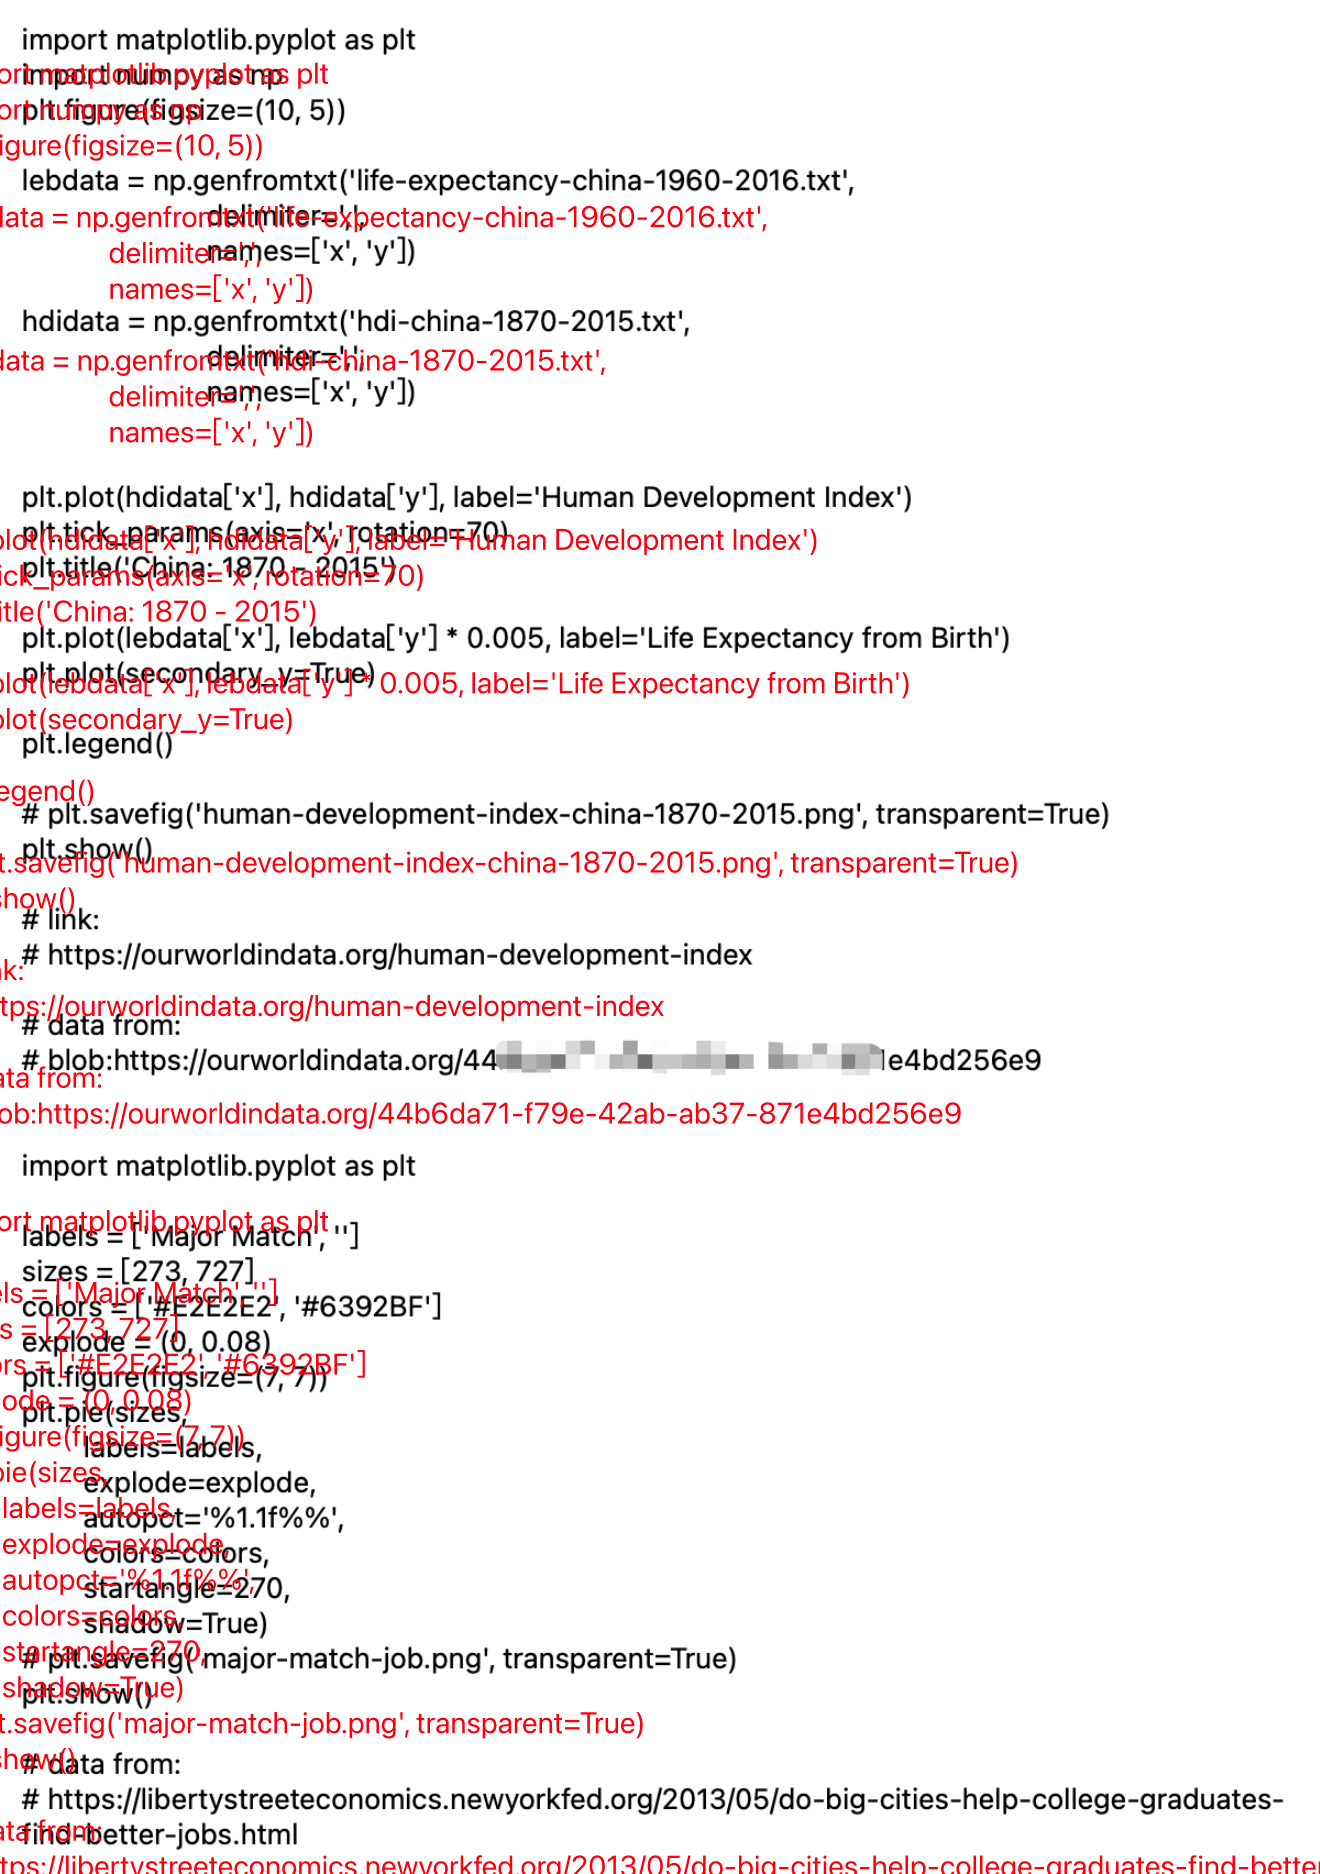 import matplotlib.pyplot as plt
import numpy as np
plt.figure(figsize=(10, 5))
lebdata = np.genfromtxt('life-expectancy-china-1960-2016.txt',
delimiter=',',
names=['x', 'y'])
hdidata = np.genfromtxt('hdi-china-1870-2015.txt',
delimiter=',',
names=['x', 'y'])
plt.plot(hdidata['x'], hdidata['y'], label='Human Development Index')
plt.tick_params(axis='x', rotation=70)
plt.title('China: 1870 - 2015')
plt.plot(lebdata['x'], lebdata['y'] * 0.005, label='Life Expectancy from Birth')
plt.plot(secondary_y=True)
plt.legend()
# plt.savefig('human-development-index-china-1870-2015.png', transparent=True)
plt.show()
# link:
# https://ourworldindata.org/human-development-index
# data from:
# blob:https://ourworldindata.org/44 e4bd256e9
import matplotlib.pyplot as plt
labels = ['Major Match', '']
sizes = [273, 727]
colors = ['#E2E2E2', '#6392BF']
explode = (0, 0.08)
plt.figure(figsize=(7, 7))
plt.pie(sizes,
labels=labels,
explode=explode,
autopct='%1.1f%%',
colors=colors,
startangle=270,
shadow=True)
# plt.savefig('major-match-job.png', transparent=True)
plt.show()
# data from:
# https://libertystreeteconomics.newyorkfed.org/2013/05/do-big-cities-help-college-graduates-
find-better-jobs.html
ort matplotlib.pyplot as plt
ort numpy as np
igure(figsize=(10, 5))
data = np.genfromtxt('life-expectancy-china-1960-2016.txt',
delimiter=',',
names=['x', 'y'])
data = np.genfromtxt('hdi-china-1870-2015.txt',
delimiter=',',
names=['x', 'y'])
plot(hdidata['x'], hdidata['y'], label='Human Development Index')
ick_params(axis='x', rotation=70)
itle('China: 1870 - 2015')
plot(lebdata['x'], lebdata['y'] * 0.005, label='Life Expectancy from Birth')
plot(secondary_y=True)
egend()
t.savefig('human-development-index-china-1870-2015.png', transparent=True)
show()
nk:
tps://ourworldindata.org/human-development-index
ata from:
ob:https://ourworldindata.org/44b6da71-f79e-42ab-ab37-871e4bd256e9
ort matplotlib.pyplot as plt
els = ['Major Match', '']
s = [273, 727]
ors = ['#E2E2E2', '#6392BF']
ode = (0, 0.08)
igure(figsize=(7, 7))
pie(sizes,
labels=labels,
explode=explode,
autopct='%1.1f%%',
colors=colors,
startangle=270,
shadow=True)
t.savefig('major-match-job.png', transparent=True)
show()
ata from:
tps://libertystreeteconomics.newyorkfed.org/2013/05/do-big-cities-help-college-graduates-find-better